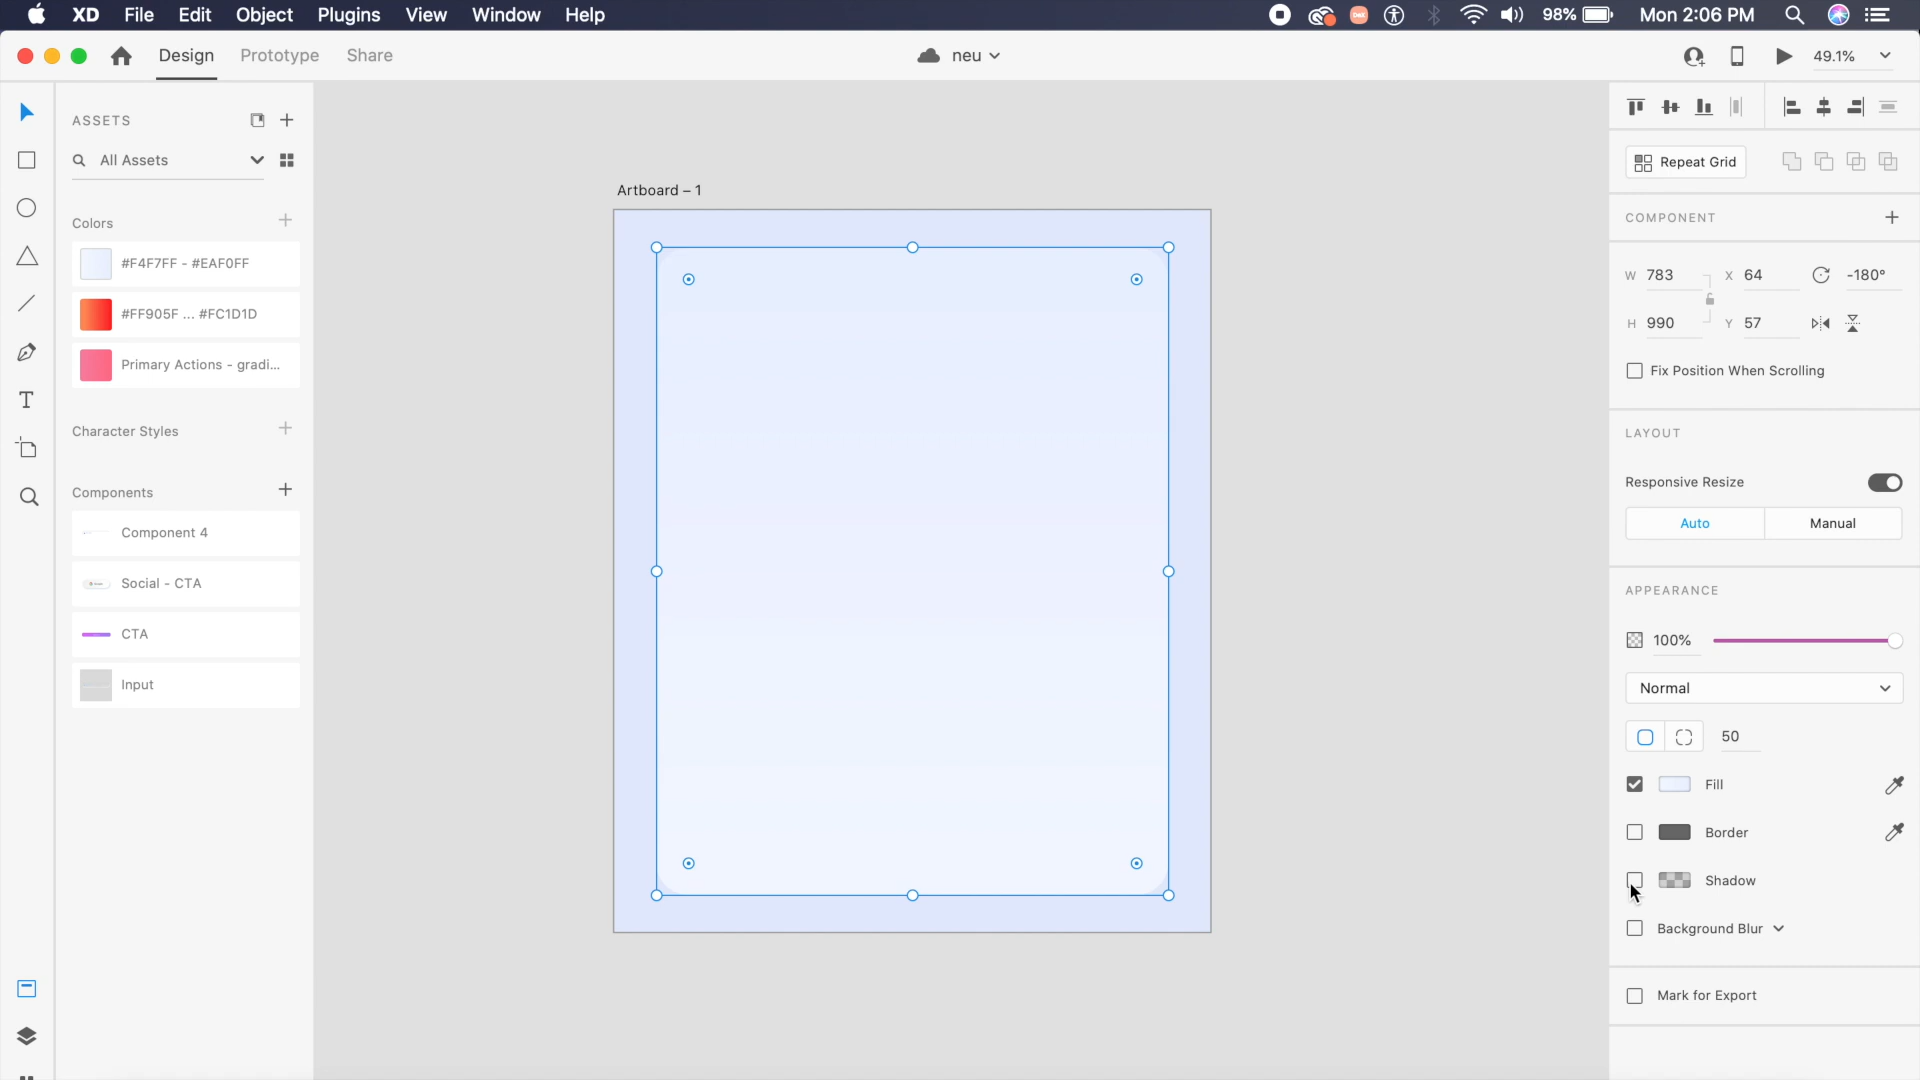 XD File Edit Object Plugins View Window Help 98% Mon 2:06 PM
Design Prototype Share neu 49.1%
ASSETS
All Assets
Colors
#F4F7FF - #EAF0FF
#FF905F ... #FC1D1D
Primary Actions - gradi...
Character Styles
Components
Component 4
Social - CTA
CTA
Input
Artboard – 1
Repeat Grid
COMPONENT
W 783 X 64 -180°
H 990 Y 57
Fix Position When Scrolling
LAYOUT
Responsive Resize
Auto Manual
APPEARANCE
100%
Normal
50
Fill
Border
Shadow
Background Blur
Mark for Export